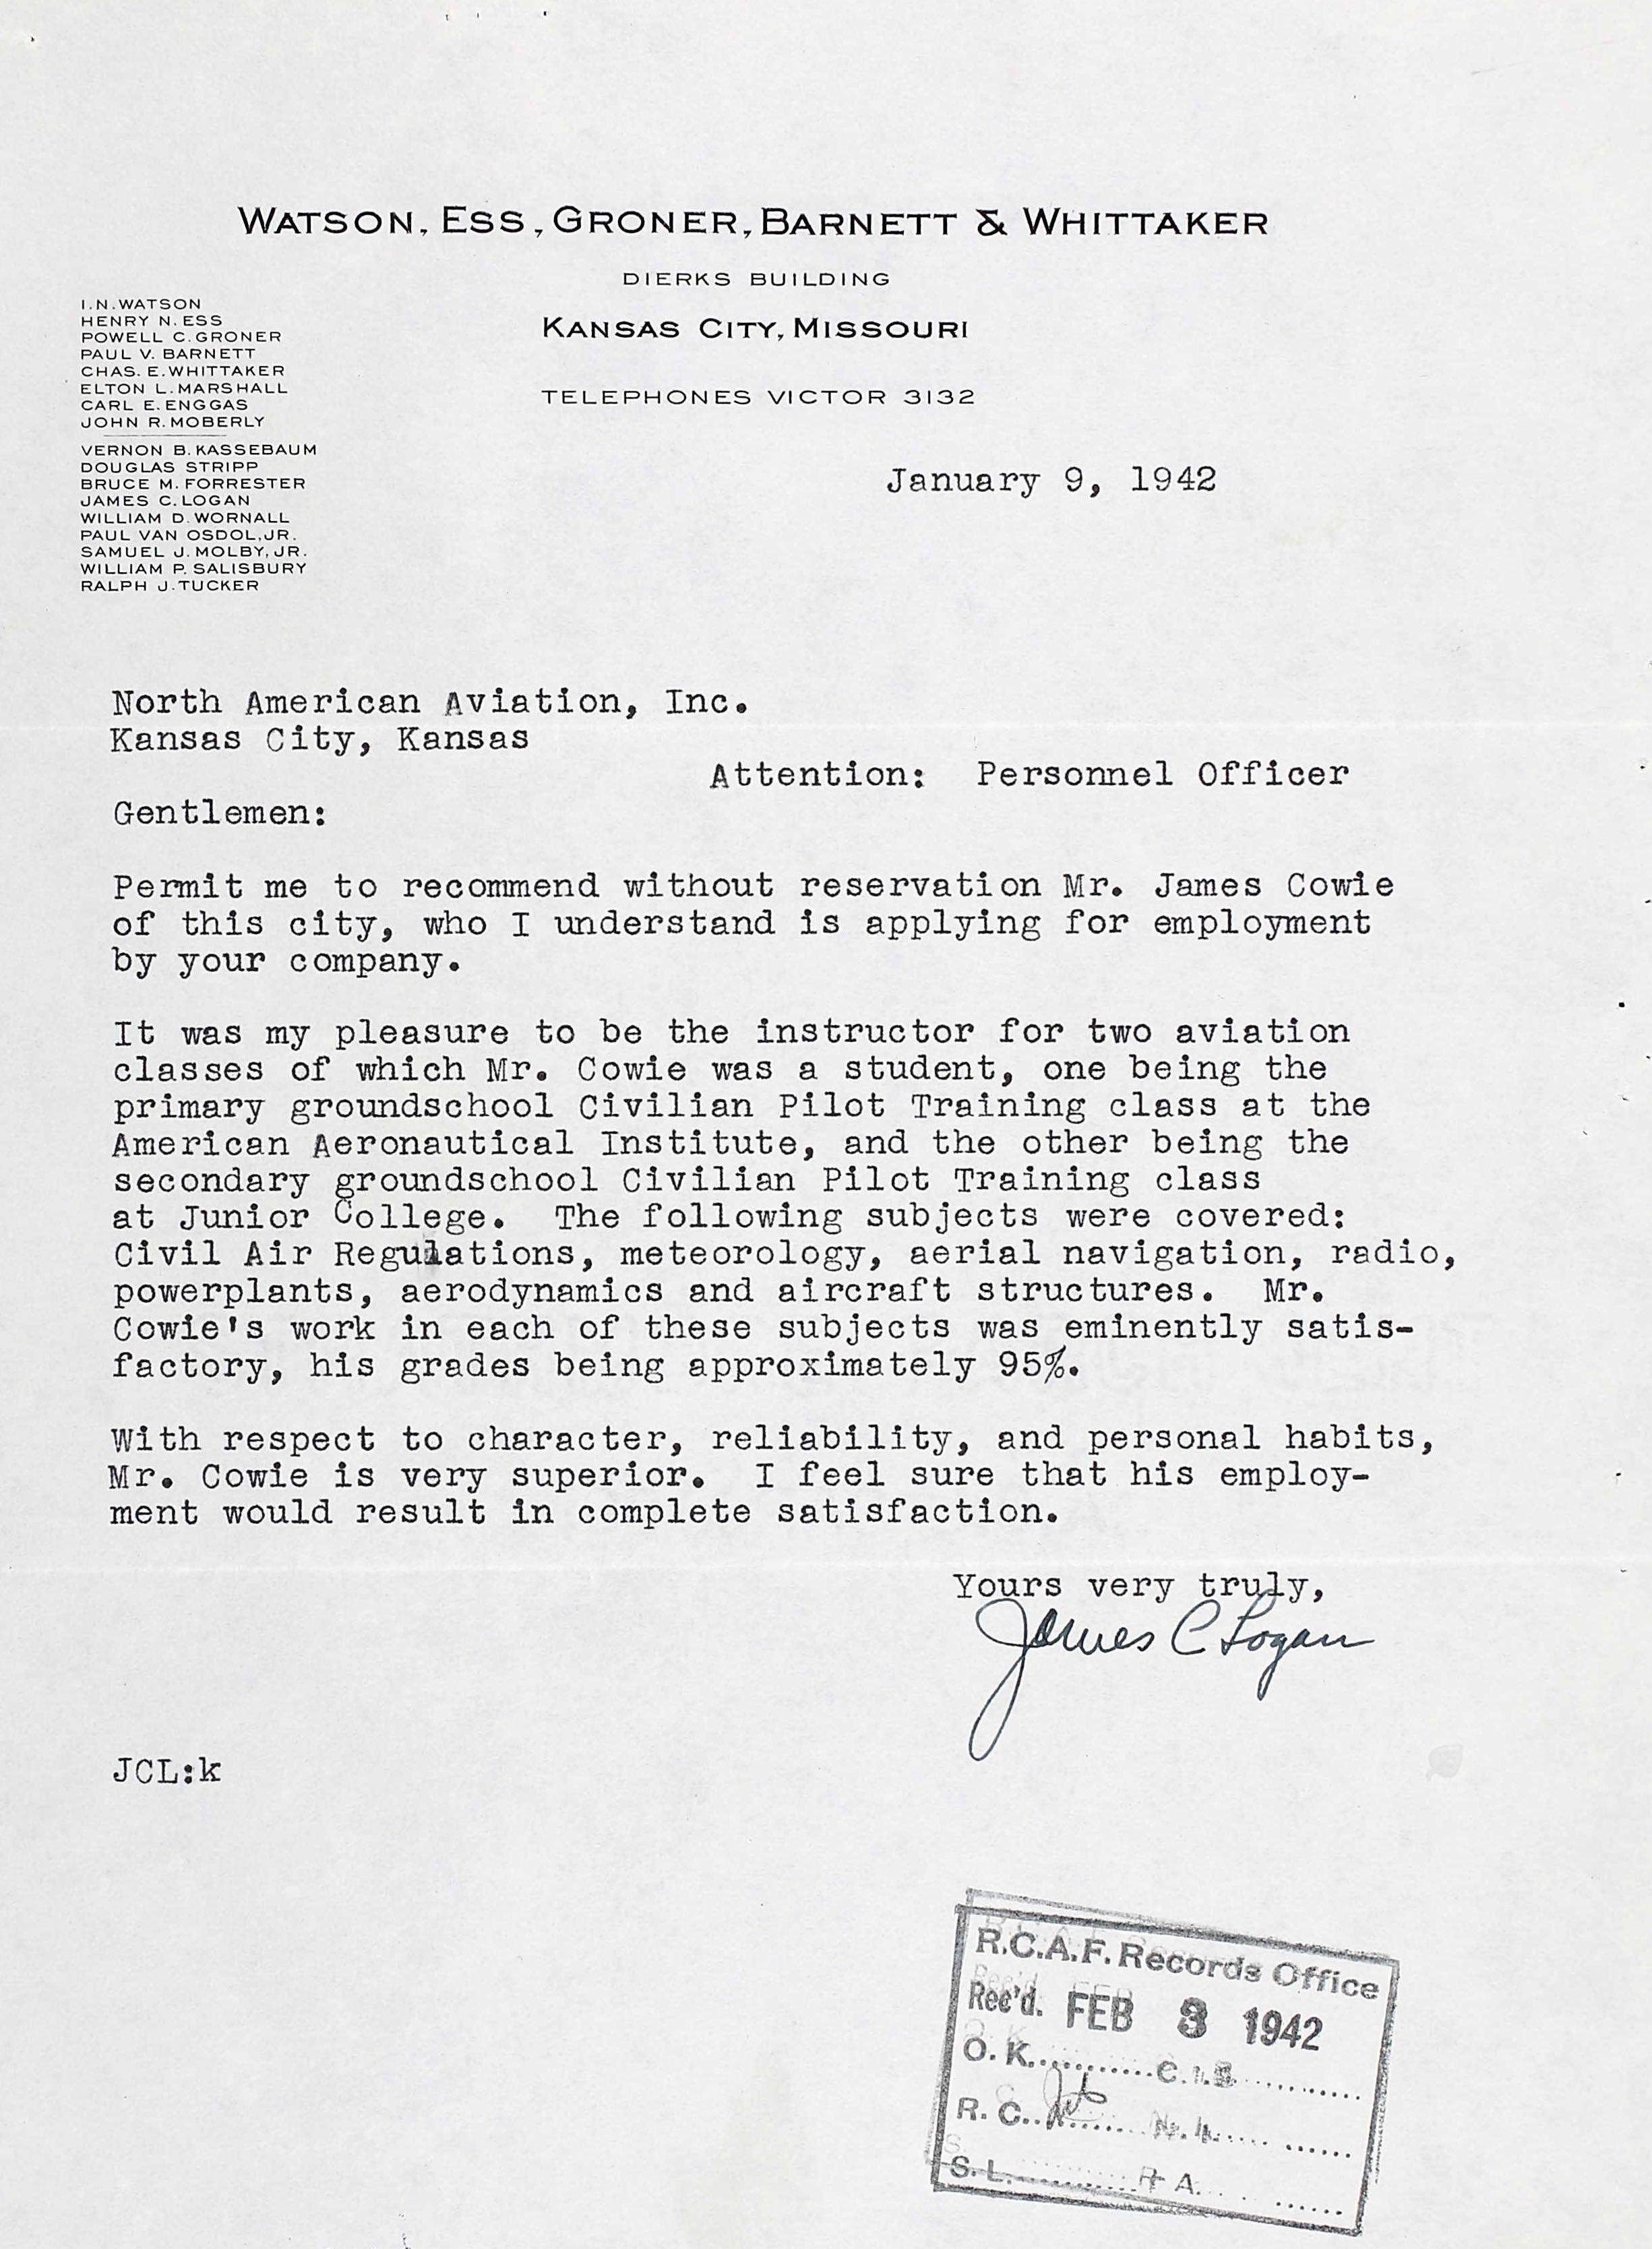 WATSON, ESS, GRONER, BARNETT & WHITTAKER
DIERKS BUILDING
KANSAS CITY, MISSOURI
TELEPHONES VICTOR 3132
I. N. WATSON
HENRY N. ESS
POWELL C. GRONER
PAUL V. BARNETT
CHAS. E. WHITTAKER
ELTON L. MARSHALL
CARL E. ENGGAS
JOHN R. MOBERLY
VERNON B. KASSEBAUM
DOUGLAS STRIPP
BRUCE M. FORRESTER
JAMES C. LOGAN
WILLIAM D. WORNALL
PAUL VAN OSDOL, JR.
SAMUEL J. MOLBY, JR.
WILLIAM P. SALISBURY
RALPH J. TUCKER
January 9, 1942
North American Aviation, Inc.
Kansas City, Kansas
Attention: Personnel Officer
Gentlemen:
Permit me to recommend without reservation Mr. James Cowie
of this city, who I understand is applying for employment
by your company.
It was my pleasure to be the instructor for two aviation
classes of which Mr. Cowie was a student, one being the
primary groundschool Civilian Pilot Training class at the
American Aeronautical Institute, and the other being the
secondary groundschool Civilian Pilot Training class
at Junior College. The following subjects were covered:
Civil Air Regulations, meteorology, aerial navigation, radio,
powerplants, aerodynamics and aircraft structures. Mr.
Cowie's work in each of these subjects was eminently satis-
factory, his grades being approximately 95%.
With respect to character, reliability, and personal habits,
Mr. Cowie is very superior. I feel sure that his employ-
ment would result in complete satisfaction.
Yours very truly,
James C Logan
JCL:k
R.C.A.F. Records Office
Rec'd. FEB 3 1942
O. K.
R. C.
S. L. R A.